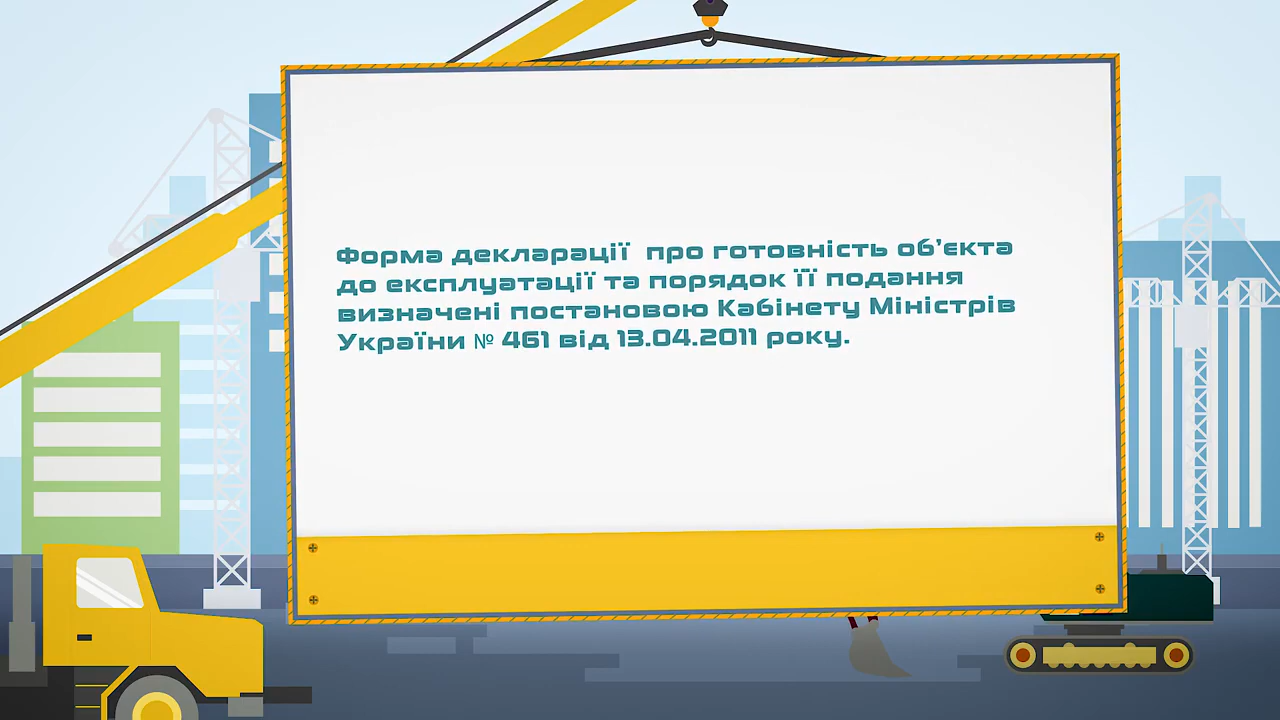 Форма декларації про готовність об’єкта
до експлуатації та порядок її подання
визначені постановою Кабінету Міністрів
України № 461 від 13.04.2011 року.